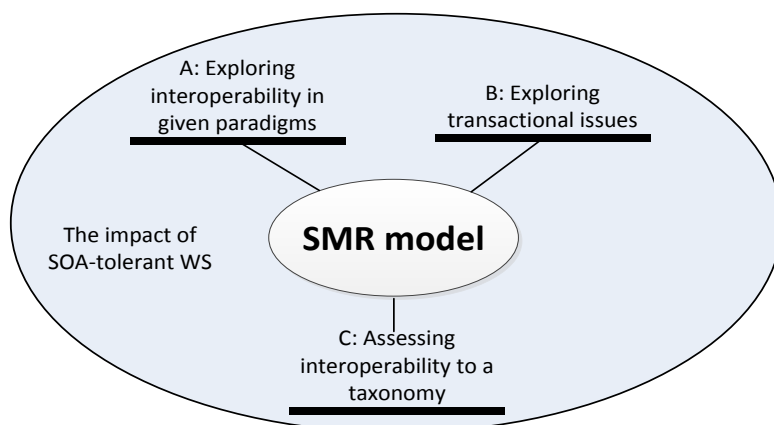 A: Exploring
interoperability in
given paradigms
B: Exploring
transactional issues
The impact of
SOA-tolerant WS
SMR model
C: Assessing
interoperability to a
taxonomy